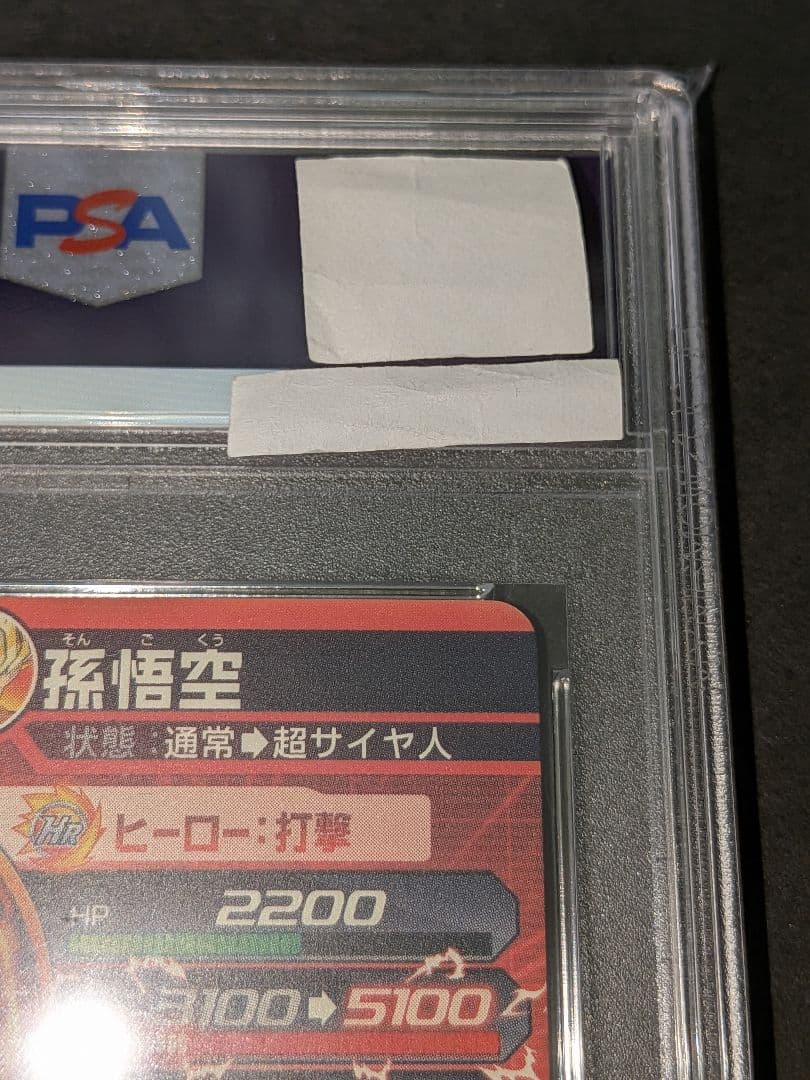 PSA
そんごくう
孫悟空
状態:通常➡超サイヤ人
HR ヒーロー:打撃
HP 2200
3100➡5100